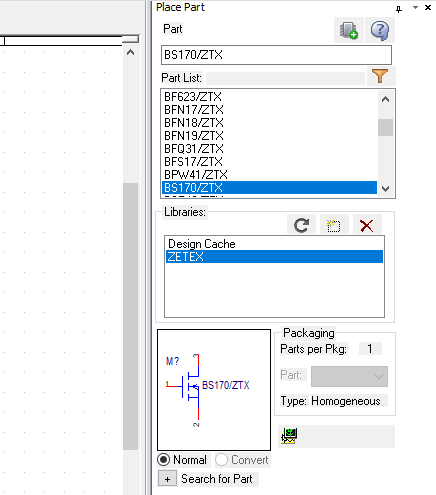 Place Part
Part
BS170/ZTX
Part List:
BF623/ZTX
BFN17/ZTX
BFN18/ZTX
BFN19/ZTX
BFQ31/ZTX
BFS17/ZTX
BPW41/ZTX
BS170/ZTX
Libraries:
Design Cache
ZETEX
Packaging
Parts per Pkg: 1
Part:
Type: Homogeneous
M?
3
1
BS170/ZTX
2
Normal Convert
+ Search for Part